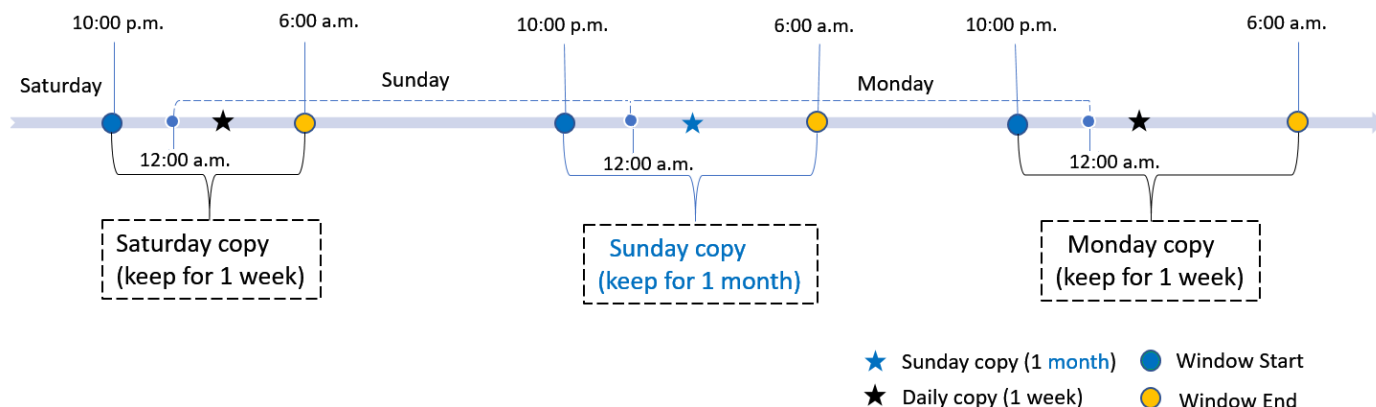 10:00 p.m.
6:00 a.m.
10:00 p.m.
6:00 a.m.
10:00 p.m.
6:00 a.m.
Saturday
Sunday
Monday
12:00 a.m.
12:00 a.m.
12:00 a.m.
Saturday copy
(keep for 1 week)
Sunday copy
(keep for 1 month)
Monday copy
(keep for 1 week)
Sunday copy (1 month)
Window Start
Daily copy (1 week)
Window End